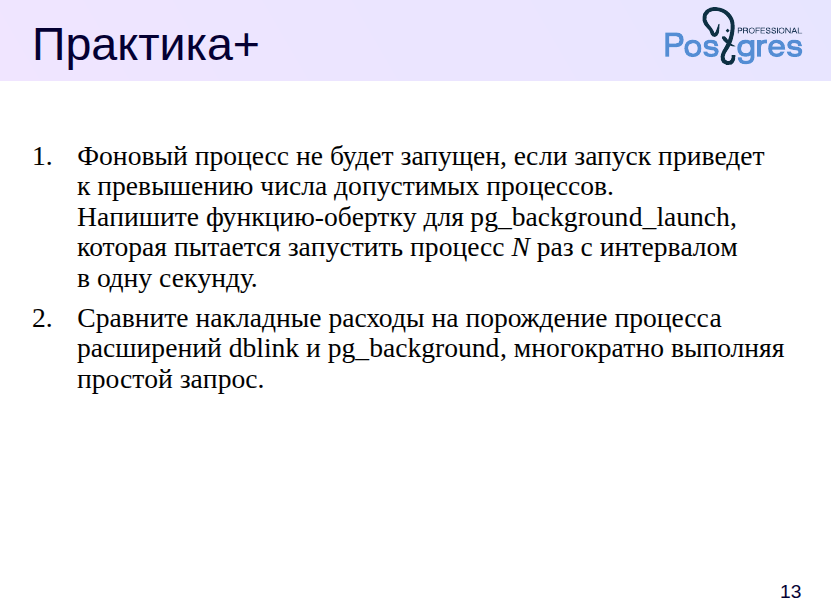 Практика+
PROFESSIONAL
Postgres
1. Фоновый процесс не будет запущен, если запуск приведет
к превышению числа допустимых процессов.
Напишите функцию-обертку для pg_background_launch,
которая пытается запустить процесс N раз с интервалом
в одну секунду.
2. Сравните накладные расходы на порождение процесса
расширений dblink и pg_background, многократно выполняя
простой запрос.
13